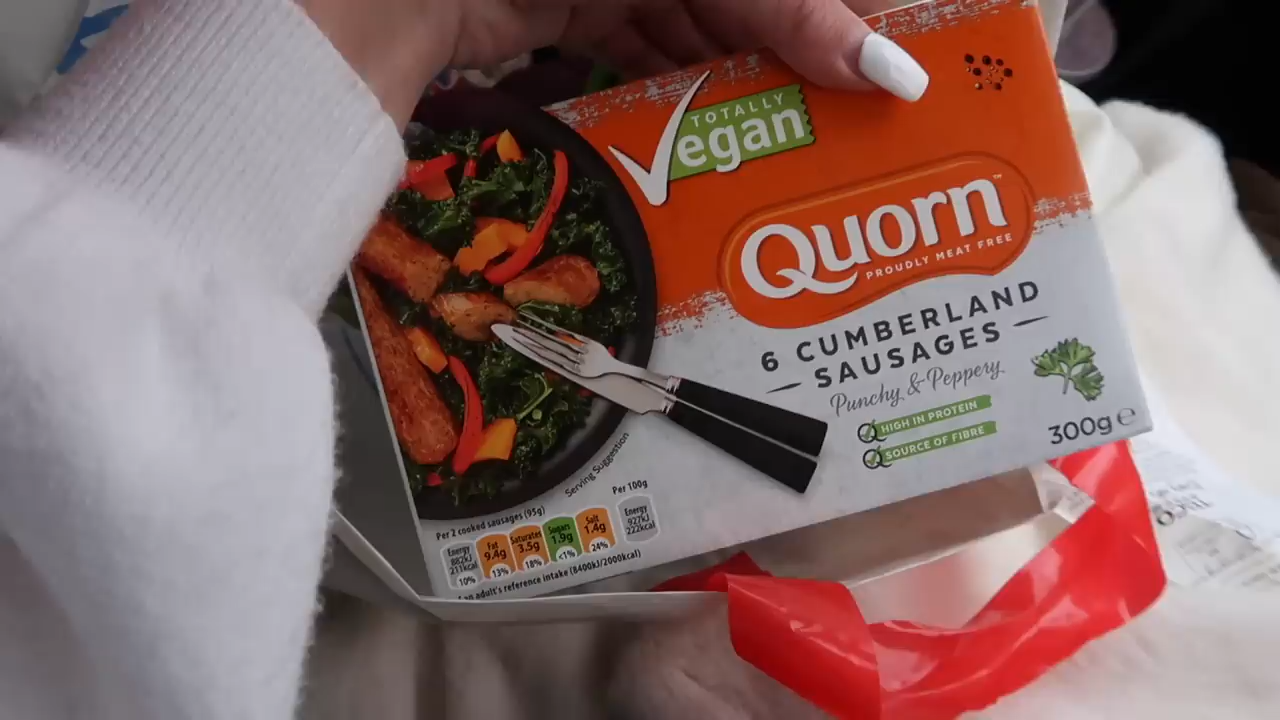 TOTALLY
Vegan
Quorn™
PROUDLY MEAT FREE
6 CUMBERLAND
SAUSAGES
Punchy & Peppery
HIGH IN PROTEIN
SOURCE OF FIBRE
300g℮
Serving Suggestion
Per 2 cooked sausages (95g)
Per 100g
Energy 882kJ 211kcal 10%
Fat 9.4g 13%
Saturates 3.5g 18%
Sugars 1.9g <1%
Salt 1.4g 24%
Energy 927kJ 222kcal
an adult's reference intake (8400kJ/2000kcal)